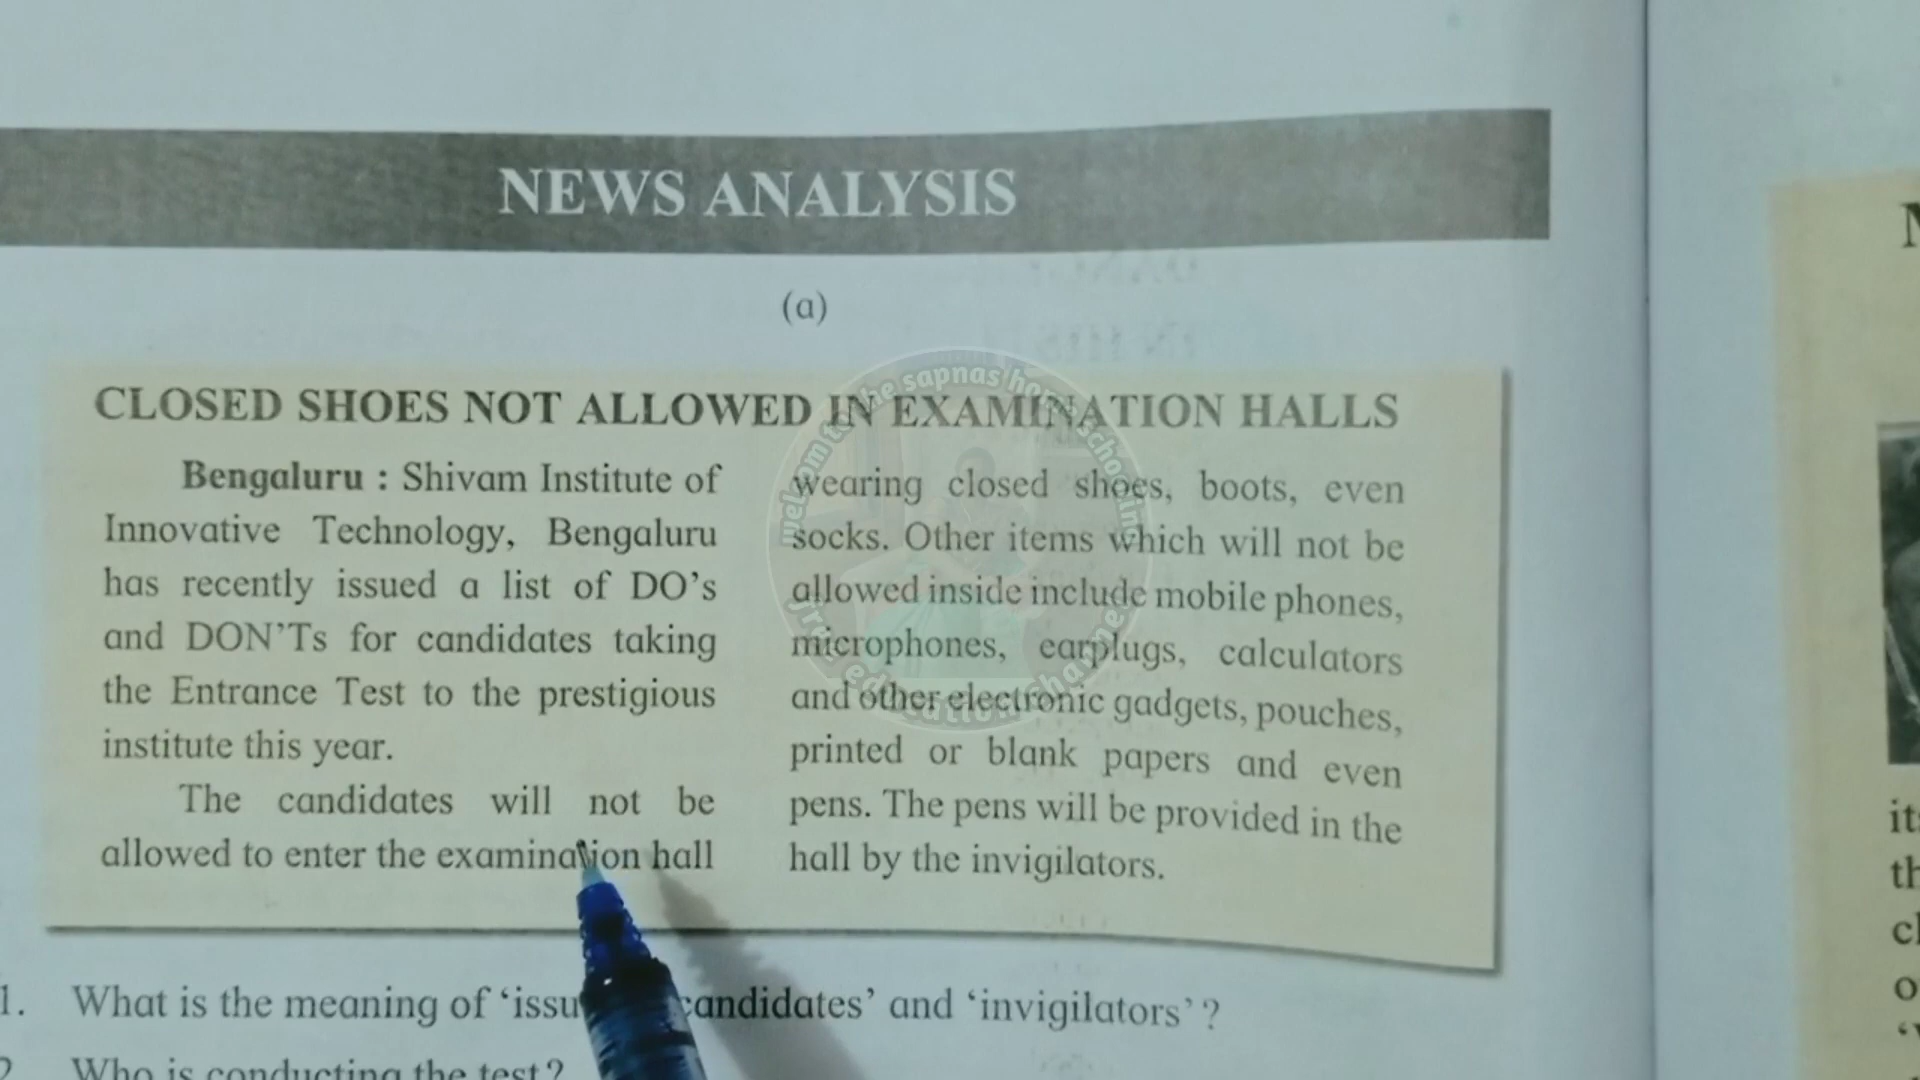 NEWS ANALYSIS
(a)
CLOSED SHOES NOT ALLOWED IN EXAMINATION HALLS
Bengaluru : Shivam Institute of
Innovative Technology, Bengaluru
has recently issued a list of DO's
and DON'Ts for candidates taking
the Entrance Test to the prestigious
institute this year.
The candidates will not be
allowed to enter the examination hall
wearing closed shoes, boots, even
socks. Other items which will not be
allowed inside include mobile phones,
microphones, earplugs, calculators
and other electronic gadgets, pouches,
printed or blank papers and even
pens. The pens will be provided in the
hall by the invigilators.
1. What is the meaning of 'issu candidates' and 'invigilators' ?
2 Who is conducting the test?